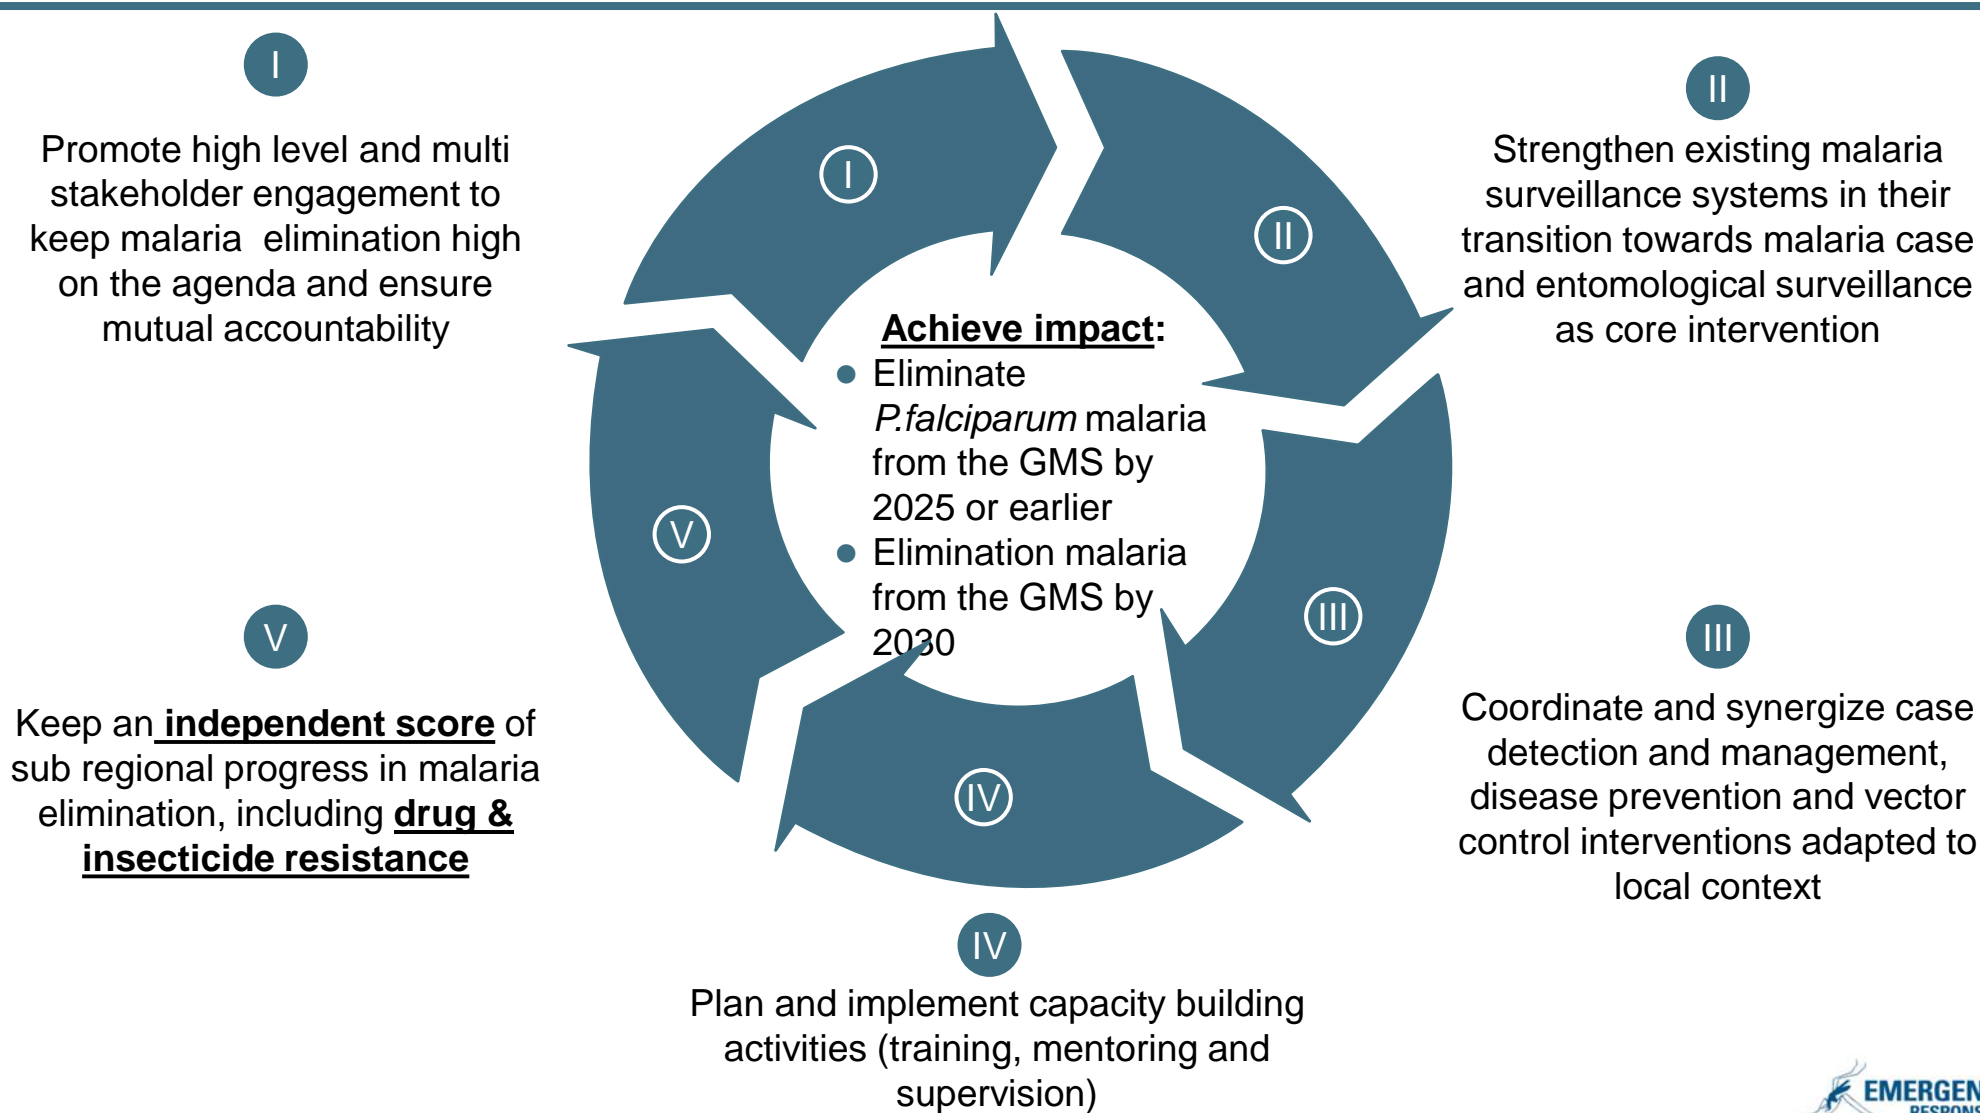 I
Promote high level and multi
stakeholder engagement to
keep malaria elimination high
on the agenda and ensure
mutual accountability
II
Strengthen existing malaria
surveillance systems in their
transition towards malaria case
and entomological surveillance
as core intervention
I
II
III
IV
V
Achieve impact:
Eliminate
P.falciparum malaria
from the GMS by
2025 or earlier
Elimination malaria
from the GMS by
2030
V
Keep an independent score of
sub regional progress in malaria
elimination, including drug &
insecticide resistance
III
Coordinate and synergize case
detection and management,
disease prevention and vector
control interventions adapted to
local context
IV
Plan and implement capacity building
activities (training, mentoring and
supervision)
EMERGEN
RESPONS